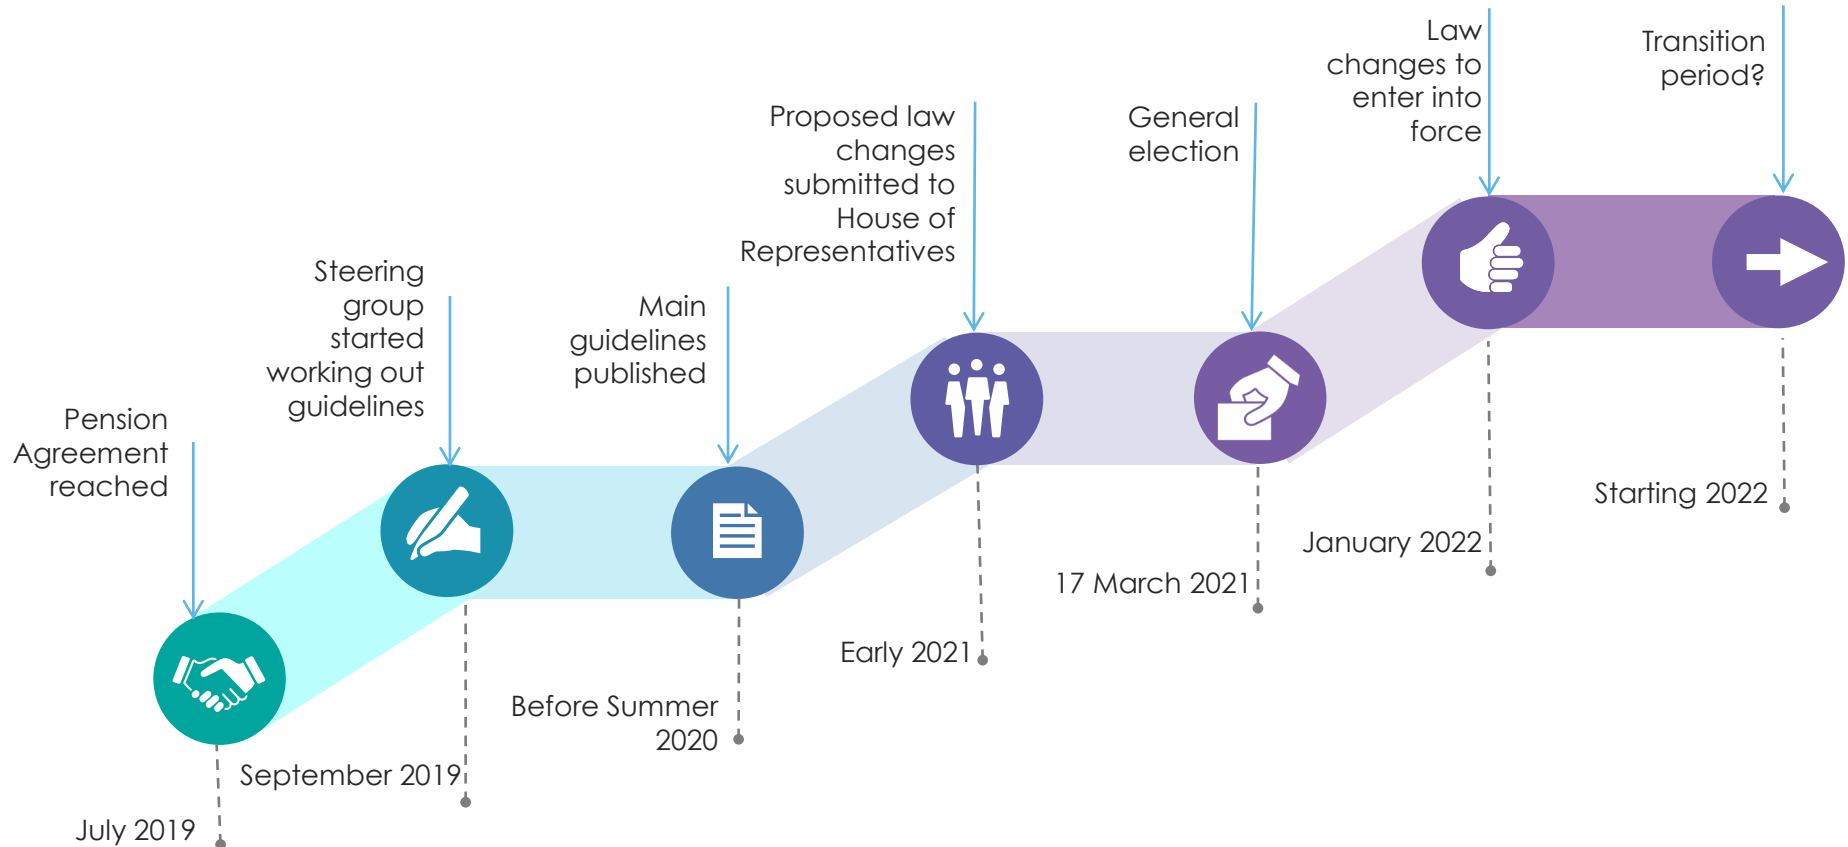 Pension
Agreement
reached
July 2019
Steering
group
started
working out
guidelines
September 2019
Main
guidelines
published
Before Summer
2020
Proposed law
changes
submitted to
House of
Representatives
Early 2021
General
election
17 March 2021
Law
changes to
enter into
force
January 2022
Transition
period?
Starting 2022